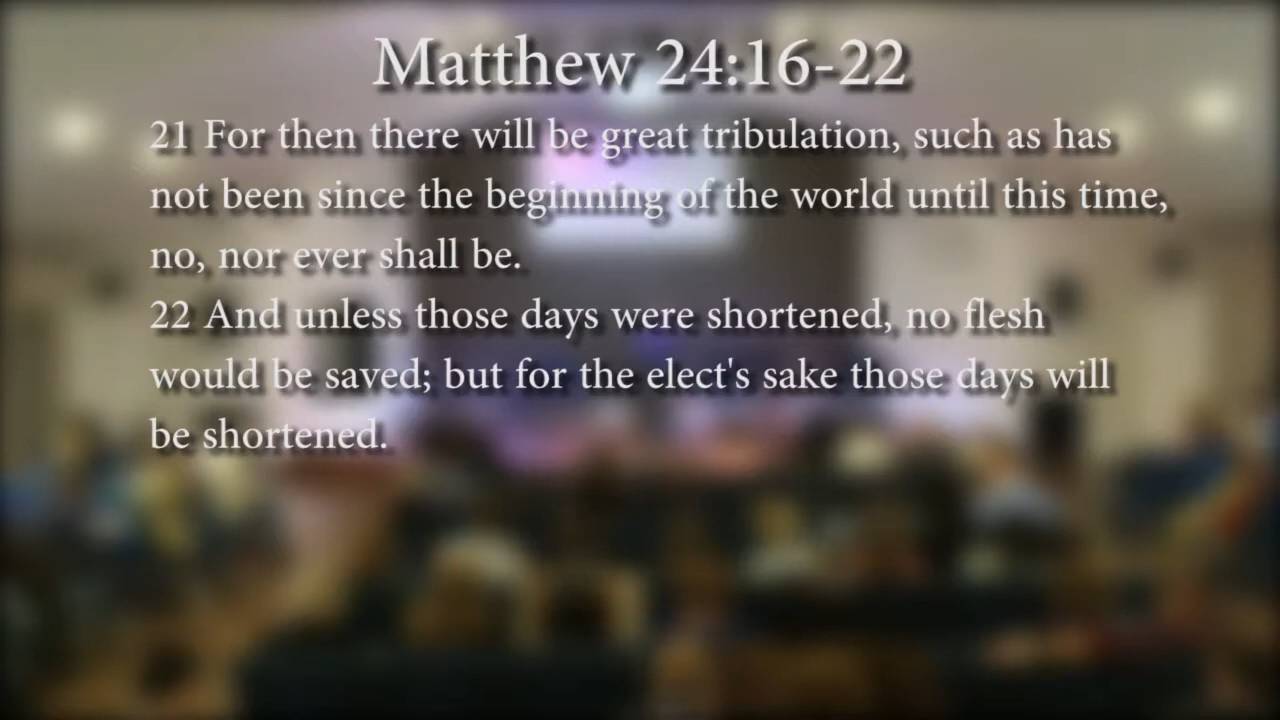 Matthew 24:16-22
21 For then there will be great tribulation, such as has
not been since the beginning of the world until this time,
no, nor ever shall be.
22 And unless those days were shortened, no flesh
would be saved; but for the elect's sake those days will
be shortened.